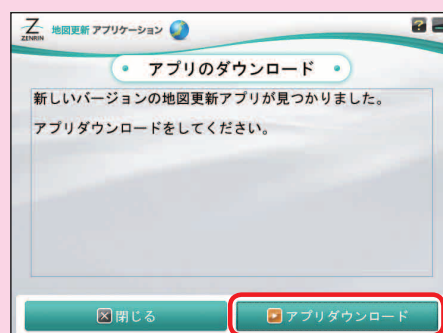 Z ZENRIN 地図更新 アプリケーション ?
アプリのダウンロード
新しいバージョンの地図更新アプリが見つかりました。
アプリダウンロードをしてください。
閉じる アプリダウンロード